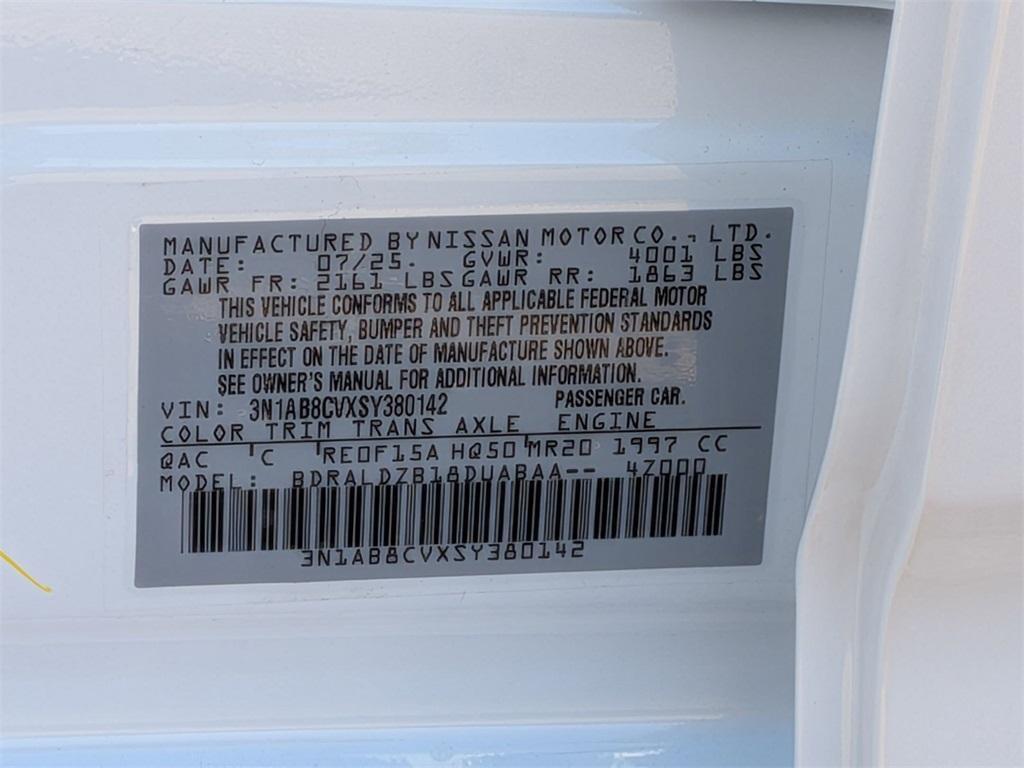 MANUFACTURED BY NISSAN MOTOR CO., LTD.
DATE: 07/25. GVWR: 4001 LBS
GAWR FR: 2161 LBS GAWR RR: 1863 LBS
THIS VEHICLE CONFORMS TO ALL APPLICABLE FEDERAL MOTOR
VEHICLE SAFETY, BUMPER AND THEFT PREVENTION STANDARDS
IN EFFECT ON THE DATE OF MANUFACTURE SHOWN ABOVE.
SEE OWNER'S MANUAL FOR ADDITIONAL INFORMATION.
VIN: 3N1AB8CVXSY380142 PASSENGER CAR.
COLOR TRIM TRANS AXLE ENGINE
QAC C RE0F15A HQ50 MR20 1997 CC
MODEL: BDRALDZB18DUABAA-- 4Z000
3N1AB8CVXSY380142